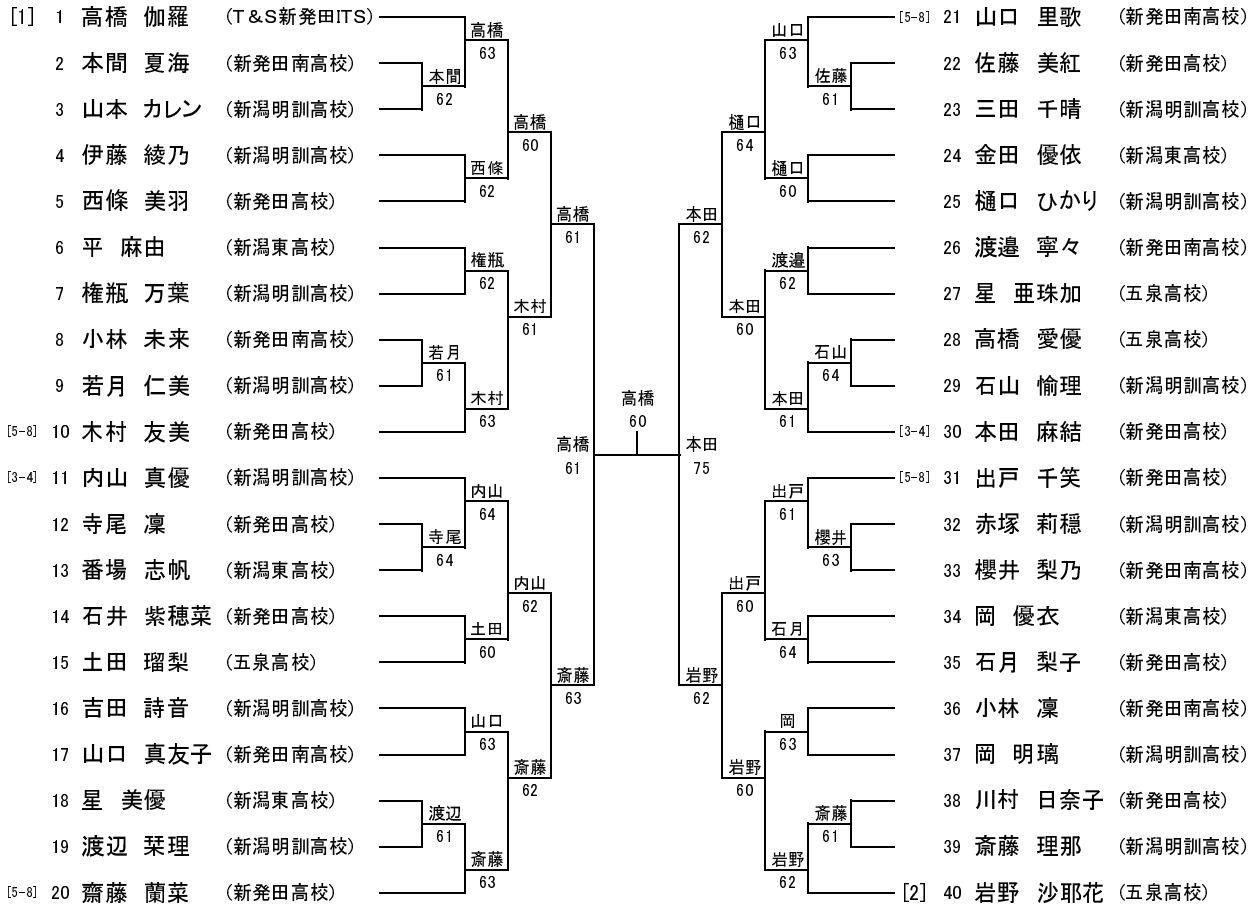 [1] 1 高橋 伽羅 (T&S新発田ITS)
2 本間 夏海 (新発田南高校)
3 山本 カレン (新潟明訓高校)
4 伊藤 綾乃 (新潟明訓高校)
5 西條 美羽 (新発田高校)
6 平 麻由 (新潟東高校)
7 権瓶 万葉 (新潟明訓高校)
8 小林 未来 (新発田南高校)
9 若月 仁美 (新潟明訓高校)
[5-8] 10 木村 友美 (新発田高校)
[3-4] 11 内山 真優 (新潟明訓高校)
12 寺尾 凜 (新発田高校)
13 番場 志帆 (新潟東高校)
14 石井 紫穂菜 (新発田高校)
15 土田 瑠梨 (五泉高校)
16 吉田 詩音 (新潟明訓高校)
17 山口 真友子 (新発田南高校)
18 星 美優 (新潟東高校)
19 渡辺 栞理 (新潟明訓高校)
[5-8] 20 齋藤 蘭菜 (新発田高校)
本間
62
若月
61
寺尾
64
渡辺
61
高橋
63
西條
62
権瓶
62
木村
63
内山
64
土田
60
山口
63
斎藤
63
高橋
60
木村
61
内山
62
斎藤
62
高橋
61
斎藤
63
高橋
61
高橋
60
本田
75
本田
62
岩野
62
樋口
64
本田
60
出戸
60
岩野
60
山口
63
樋口
60
渡邉
62
本田
61
出戸
61
石月
64
岡
63
岩野
62
佐藤
61
石山
64
櫻井
63
斎藤
61
[5-8] 21 山口 里歌 (新発田南高校)
22 佐藤 美紅 (新発田高校)
23 三田 千晴 (新潟明訓高校)
24 金田 優依 (新潟東高校)
25 樋口 ひかり (新潟明訓高校)
26 渡邉 寧々 (新発田南高校)
27 星 亜珠加 (五泉高校)
28 高橋 愛優 (五泉高校)
29 石山 愉理 (新潟明訓高校)
[3-4] 30 本田 麻結 (新発田高校)
[5-8] 31 出戸 千笑 (新発田高校)
32 赤塚 莉穏 (新潟明訓高校)
33 櫻井 梨乃 (新発田南高校)
34 岡 優衣 (新潟東高校)
35 石月 梨子 (新発田高校)
36 小林 凜 (新発田南高校)
37 岡 明璃 (新潟明訓高校)
38 川村 日奈子 (新発田高校)
39 斎藤 理那 (新潟明訓高校)
[2] 40 岩野 沙耶花 (五泉高校)